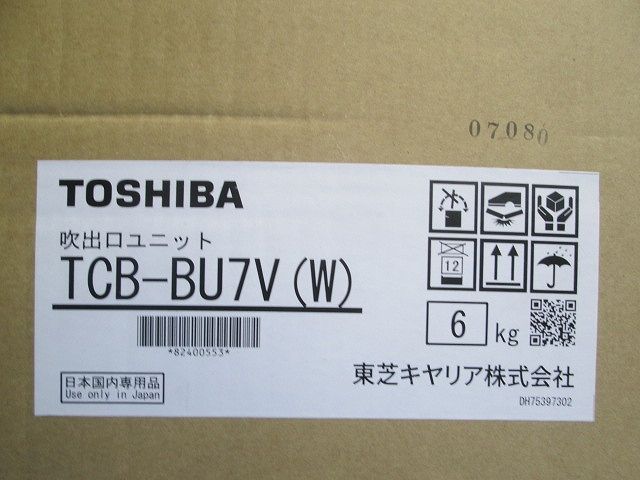 07080
TOSHIBA
吹出口ユニット
TCB-BU7V(W)
*82400553*
12
6 kg
日本国内専用品
Use only in Japan
東芝キヤリア株式会社
DH75397302